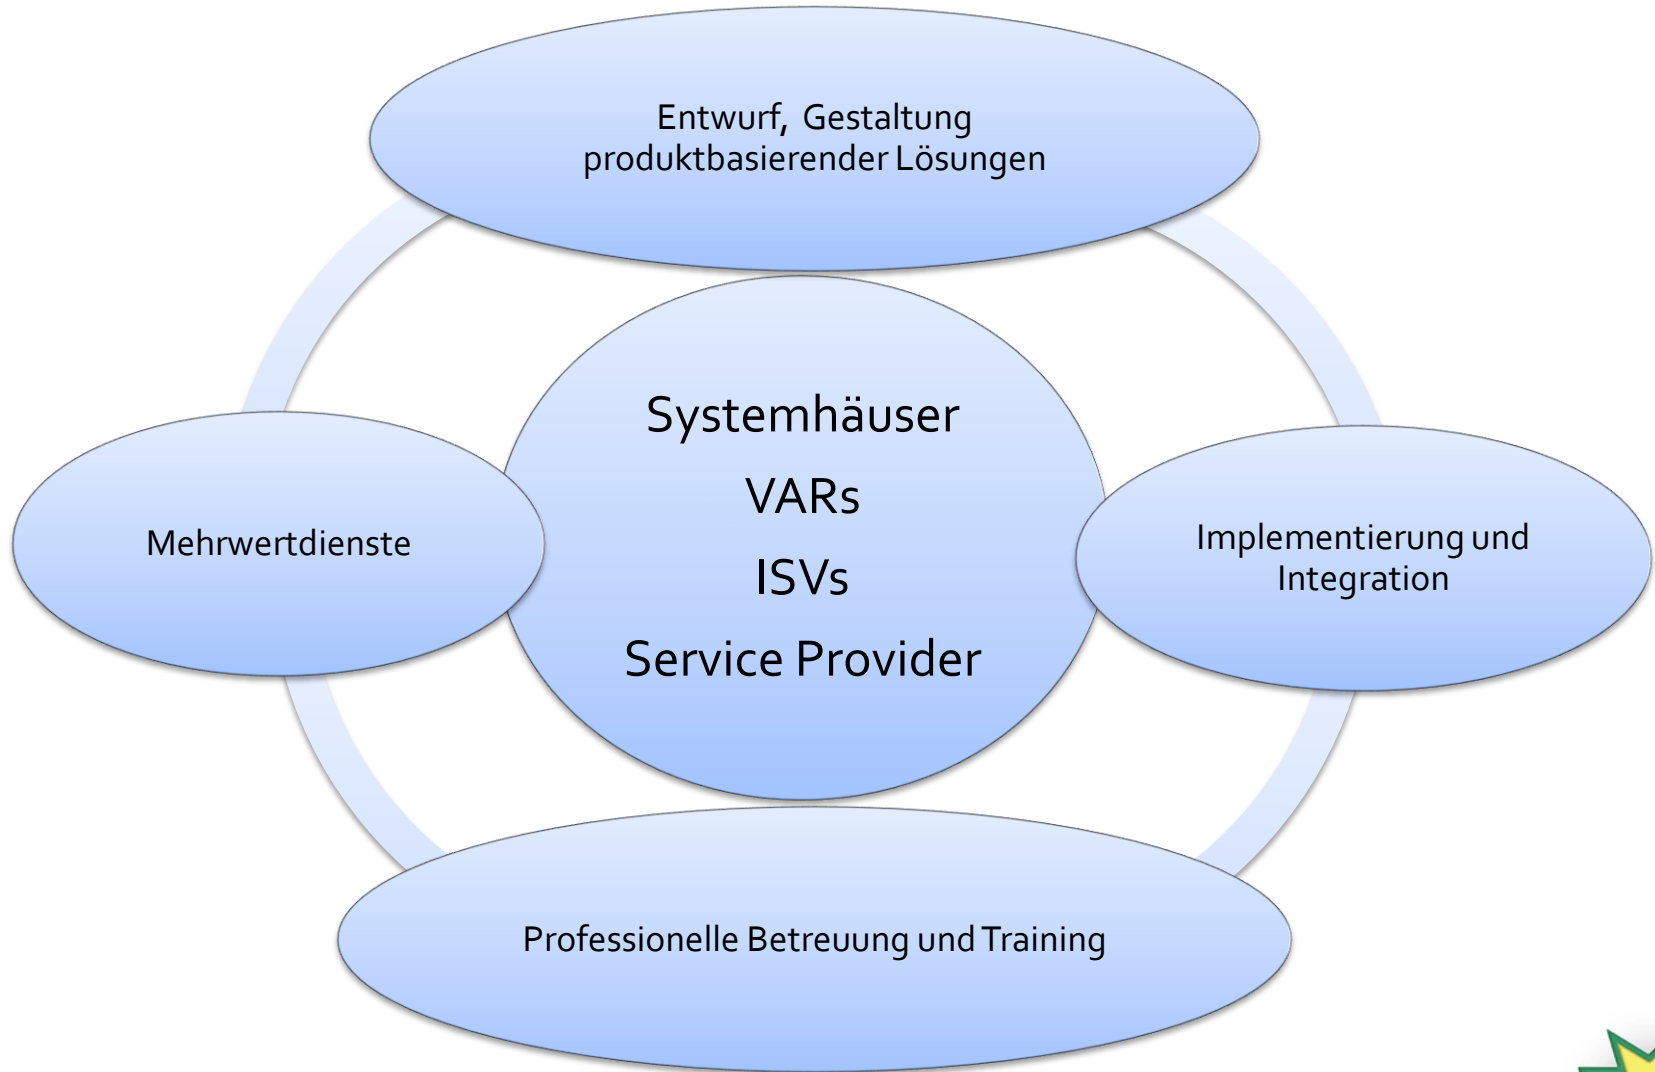 Entwurf, Gestaltung
produktbasierender Lösungen
Systemhäuser
VARs
ISVs
Service Provider
Mehrwertdienste
Implementierung und
Integration
Professionelle Betreuung und Training